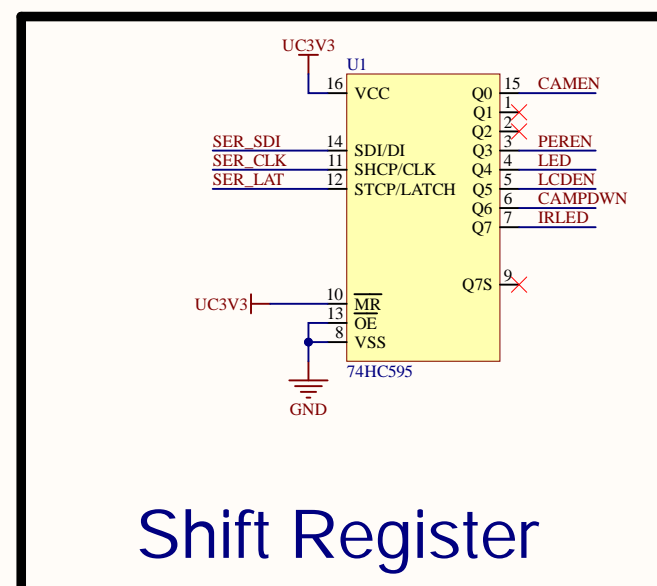 UC3V3
U1
16 VCC Q0 15 CAMEN
Q1 1
Q2 2
SER_SDI 14 SDI/DI Q3 3 PEREN
SER_CLK 11 SHCP/CLK Q4 4 LED
SER_LAT 12 STCP/LATCH Q5 5 LCDEN
Q6 6 CAMPDWN
Q7 7 IRLED
Q7S 9
UC3V3 10 MR
13 OE
8 VSS
74HC595
GND
Shift Register